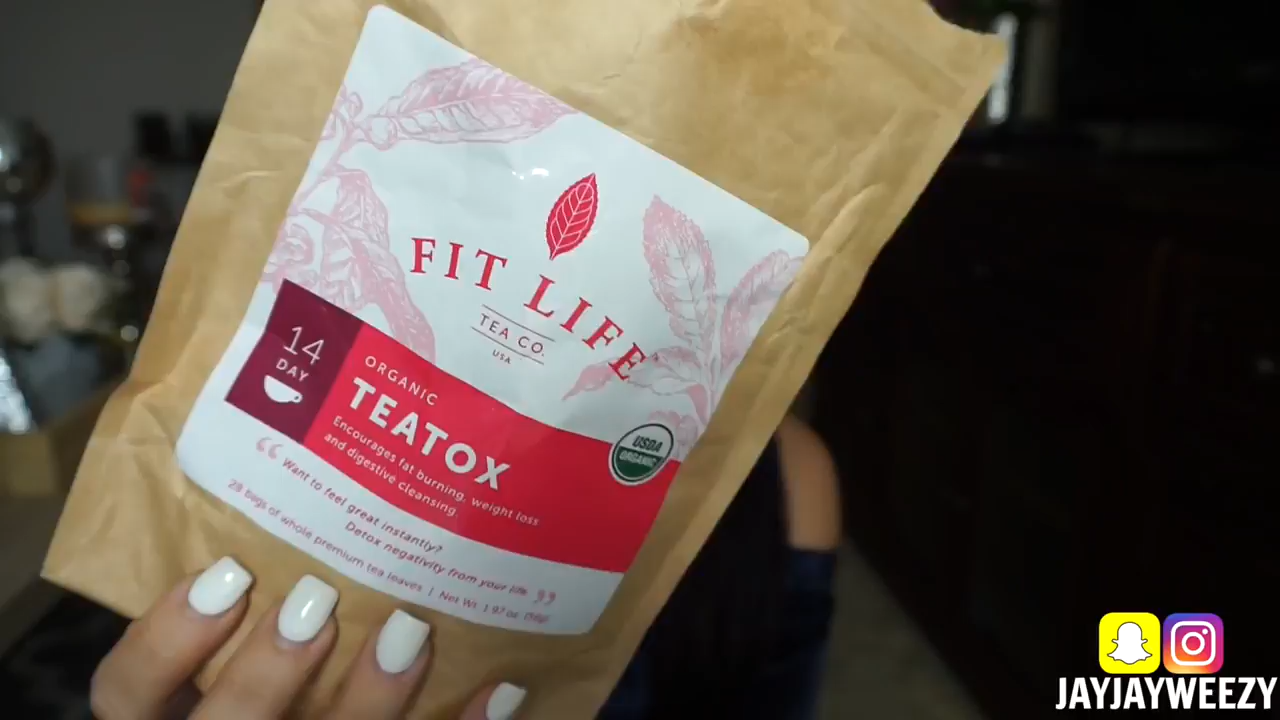 FIT LIFE
TEA CO.
USA
14
DAY
ORGANIC
TEATOX
Encourages fat burning, weight loss
and digestive cleansing.
USDA
ORGANIC
“ Want to feel great instantly?
Detox negativity from your life. ”
28 bags of whole premium tea leaves | Net Wt. 1.97 oz. (56g)
JAYJAYWEEZY